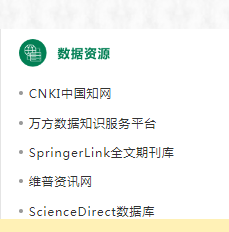 数据资源
CNKI中国知网
万方数据知识服务平台
SpringerLink全文期刊库
维普资讯网
ScienceDirect数据库